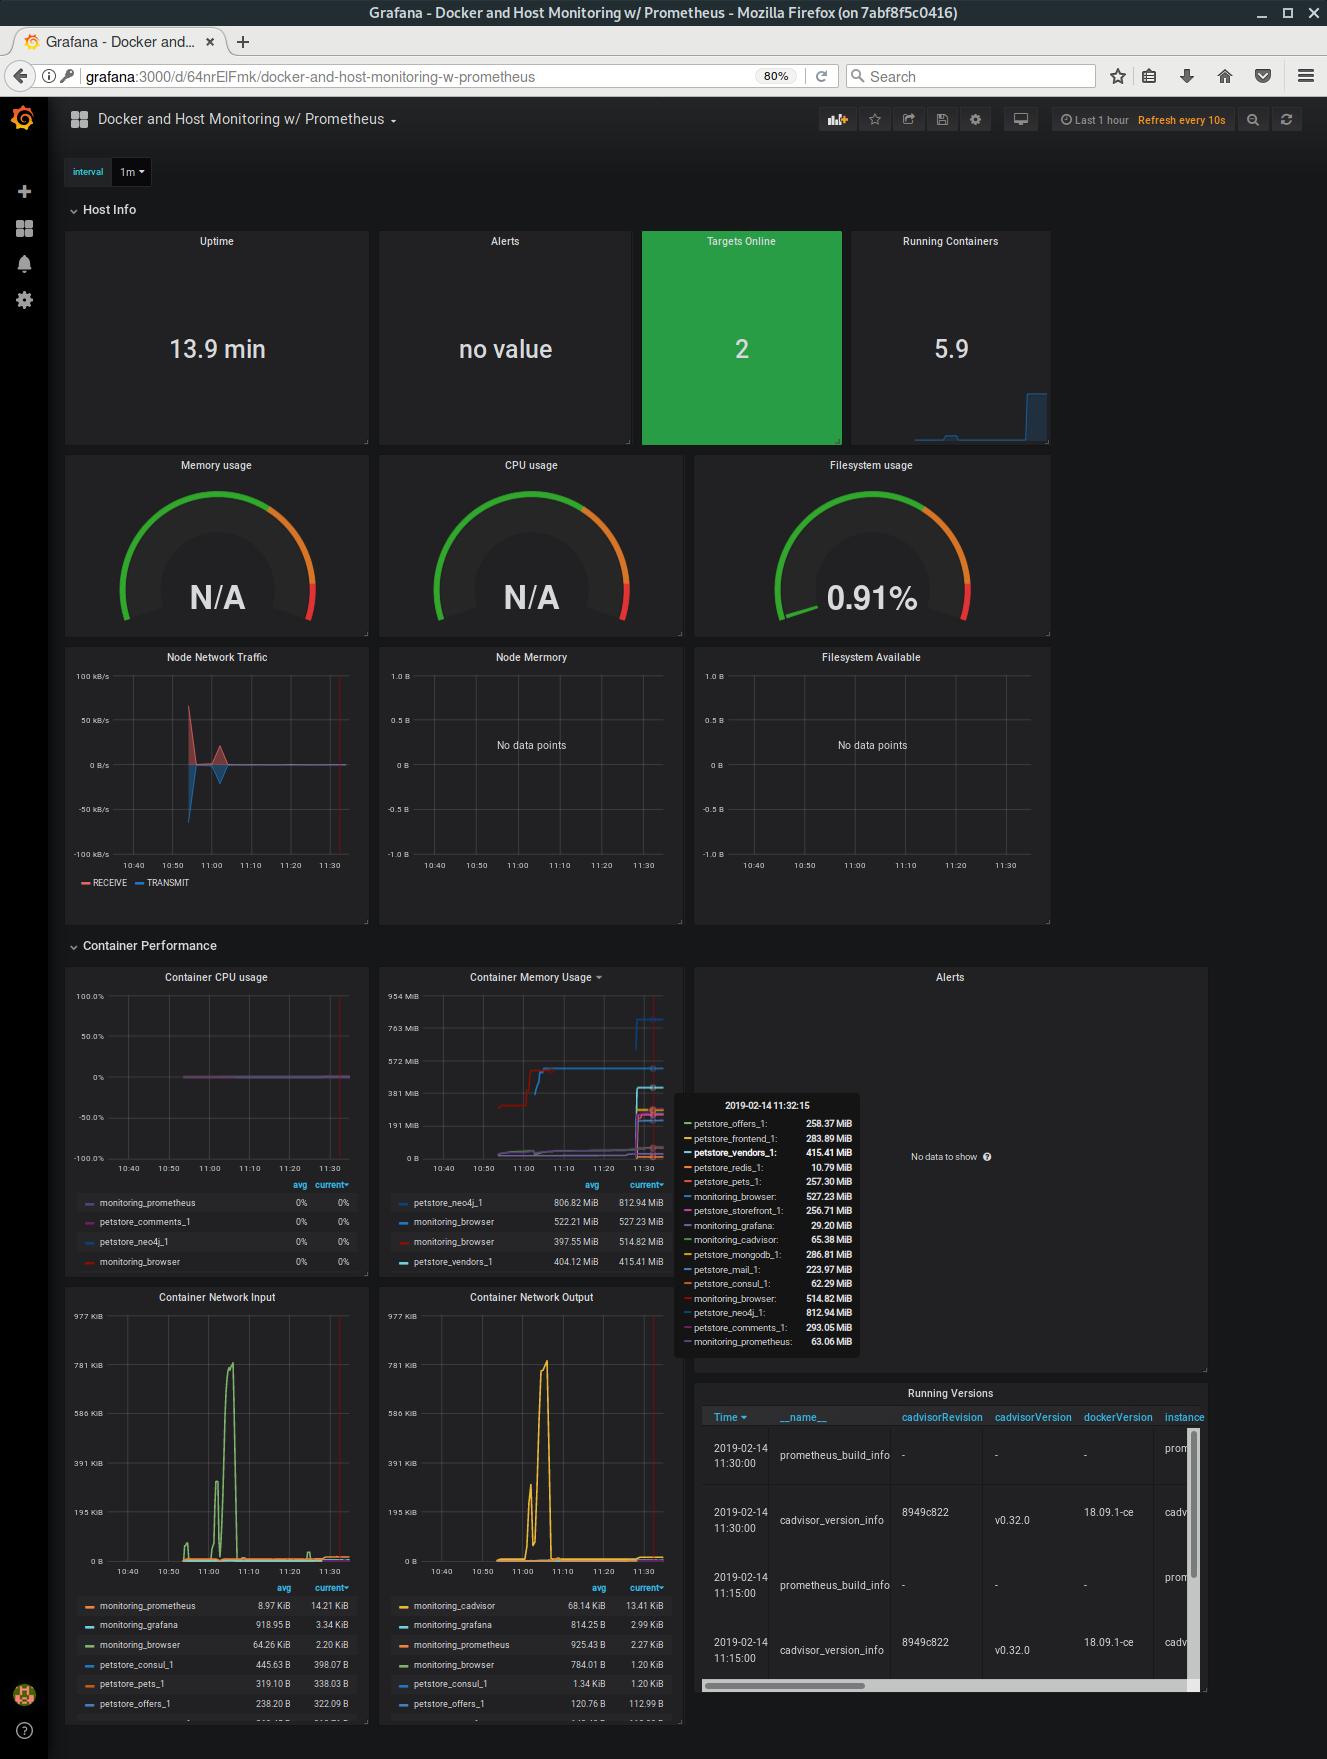 Grafana - Docker and Host Monitoring w/ Prometheus - Mozilla Firefox (on 7abf8f5c0416)
Grafana - Docker and...
grafana:3000/d/64nrElFmk/docker-and-host-monitoring-w-prometheus
80%
Search
Docker and Host Monitoring w/ Prometheus
Last 1 hour Refresh every 10s
interval 1m
Host Info
Uptime
13.9 min
Alerts
no value
Targets Online
2
Running Containers
5.9
Memory usage
N/A
CPU usage
N/A
Filesystem usage
0.91%
Node Network Traffic
100 kB/s
50 kB/s
0 B/s
-50 kB/s
-100 kB/s
10:40 10:50 11:00 11:10 11:20 11:30
RECEIVE TRANSMIT
Node Mermory
1.0 B
0.5 B
0 B
-0.5 B
-1.0 B
No data points
10:40 10:50 11:00 11:10 11:20 11:30
Filesystem Available
1.0 B
0.5 B
0 B
-0.5 B
-1.0 B
No data points
10:40 10:50 11:00 11:10 11:20 11:30
Container Performance
Container CPU usage
100.0%
50.0%
0%
-50.0%
-100.0%
10:40 10:50 11:00 11:10 11:20 11:30
avg current
monitoring_prometheus 0% 0%
petstore_comments_1 0% 0%
petstore_neo4j_1 0% 0%
monitoring_browser 0% 0%
Container Memory Usage
954 MiB
763 MiB
572 MiB
381 MiB
191 MiB
0 B
10:40 10:50 11:00 11:10 11:20 11:30
avg current
petstore_neo4j_1 806.82 MiB 812.94 MiB
monitoring_browser 522.21 MiB 527.23 MiB
monitoring_browser 397.55 MiB 514.82 MiB
petstore_vendors_1 404.12 MiB 415.41 MiB
2019-02-14 11:32:15
petstore_offers_1: 258.37 MiB
petstore_frontend_1: 283.89 MiB
petstore_vendors_1: 415.41 MiB
petstore_redis_1: 10.79 MiB
petstore_pets_1: 257.30 MiB
monitoring_browser: 527.23 MiB
petstore_storefront_1: 256.71 MiB
monitoring_grafana: 29.20 MiB
monitoring_cadvisor: 65.38 MiB
petstore_mongodb_1: 286.81 MiB
petstore_mail_1: 223.97 MiB
petstore_consul_1: 62.29 MiB
monitoring_browser: 514.82 MiB
petstore_neo4j_1: 812.94 MiB
petstore_comments_1: 293.05 MiB
monitoring_prometheus: 63.06 MiB
Alerts
No data to show
Container Network Input
977 KiB
781 KiB
586 KiB
391 KiB
195 KiB
0 B
10:40 10:50 11:00 11:10 11:20 11:30
avg current
monitoring_prometheus 8.97 KiB 14.21 KiB
monitoring_grafana 918.95 B 3.34 KiB
monitoring_browser 64.26 KiB 2.20 KiB
petstore_consul_1 445.63 B 398.07 B
petstore_pets_1 319.10 B 338.03 B
petstore_offers_1 238.20 B 322.09 B
Container Network Output
977 KiB
781 KiB
586 KiB
391 KiB
195 KiB
0 B
10:40 10:50 11:00 11:10 11:20 11:30
avg current
monitoring_cadvisor 68.14 KiB 13.41 KiB
monitoring_grafana 814.25 B 2.99 KiB
monitoring_prometheus 925.43 B 2.27 KiB
monitoring_browser 784.01 B 1.20 KiB
petstore_consul_1 1.34 KiB 1.20 KiB
petstore_offers_1 120.76 B 112.99 B
Running Versions
Time __name__ cadvisorRevision cadvisorVersion dockerVersion instance
2019-02-14
11:30:00
prometheus_build_info - - - prom
2019-02-14
11:30:00
cadvisor_version_info 8949c822 v0.32.0 18.09.1-ce cadv
2019-02-14
11:15:00
prometheus_build_info - - - prom
2019-02-14
11:15:00
cadvisor_version_info 8949c822 v0.32.0 18.09.1-ce cadv